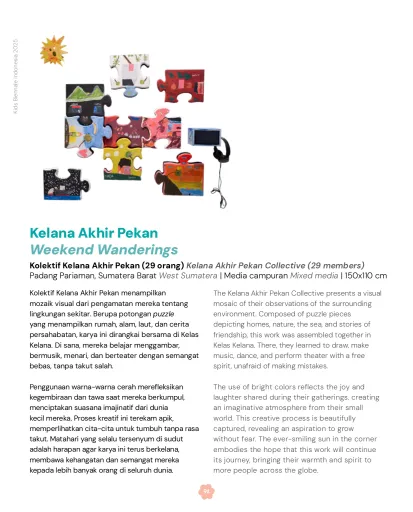 Kids Biennale Indonesia 2025
Kelana Akhir Pekan
Weekend Wanderings
Kolektif Kelana Akhir Pekan (29 orang) Kelana Akhir Pekan Collective (29 members)
Padang Pariaman, Sumatera Barat West Sumatera | Media campuran Mixed media | 150x110 cm
Kolektif Kelana Akhir Pekan menampilkan
mozaik visual dari pengamatan mereka tentang
lingkungan sekitar. Berupa potongan puzzle
yang menampilkan rumah, alam, laut, dan cerita
persahabatan, karya ini dirangkai bersama di Kelas
Kelana. Di sana, mereka belajar menggambar,
bermusik, menari, dan berteater dengan semangat
bebas, tanpa takut salah.
Penggunaan warna-warna cerah merefleksikan
kegembiraan dan tawa saat mereka berkumpul,
menciptakan suasana imajinatif dari dunia
kecil mereka. Proses kreatif ini terekam apik,
memperlihatkan cita-cita untuk tumbuh tanpa rasa
takut. Matahari yang selalu tersenyum di sudut
adalah harapan agar karya ini terus berkelana,
membawa kehangatan dan semangat mereka
kepada lebih banyak orang di seluruh dunia.
The Kelana Akhir Pekan Collective presents a visual
mosaic of their observations of the surrounding
environment. Composed of puzzle pieces
depicting homes, nature, the sea, and stories of
friendship, this work was assembled together in
Kelas Kelana. There, they learned to draw, make
music, dance, and perform theater with a free
spirit, unafraid of making mistakes.
The use of bright colors reflects the joy and
laughter shared during their gatherings, creating
an imaginative atmosphere from their small
world. This creative process is beautifully
captured, revealing an aspiration to grow
without fear. The ever-smiling sun in the corner
embodies the hope that this work will continue
its journey, bringing their warmth and spirit to
more people across the globe.